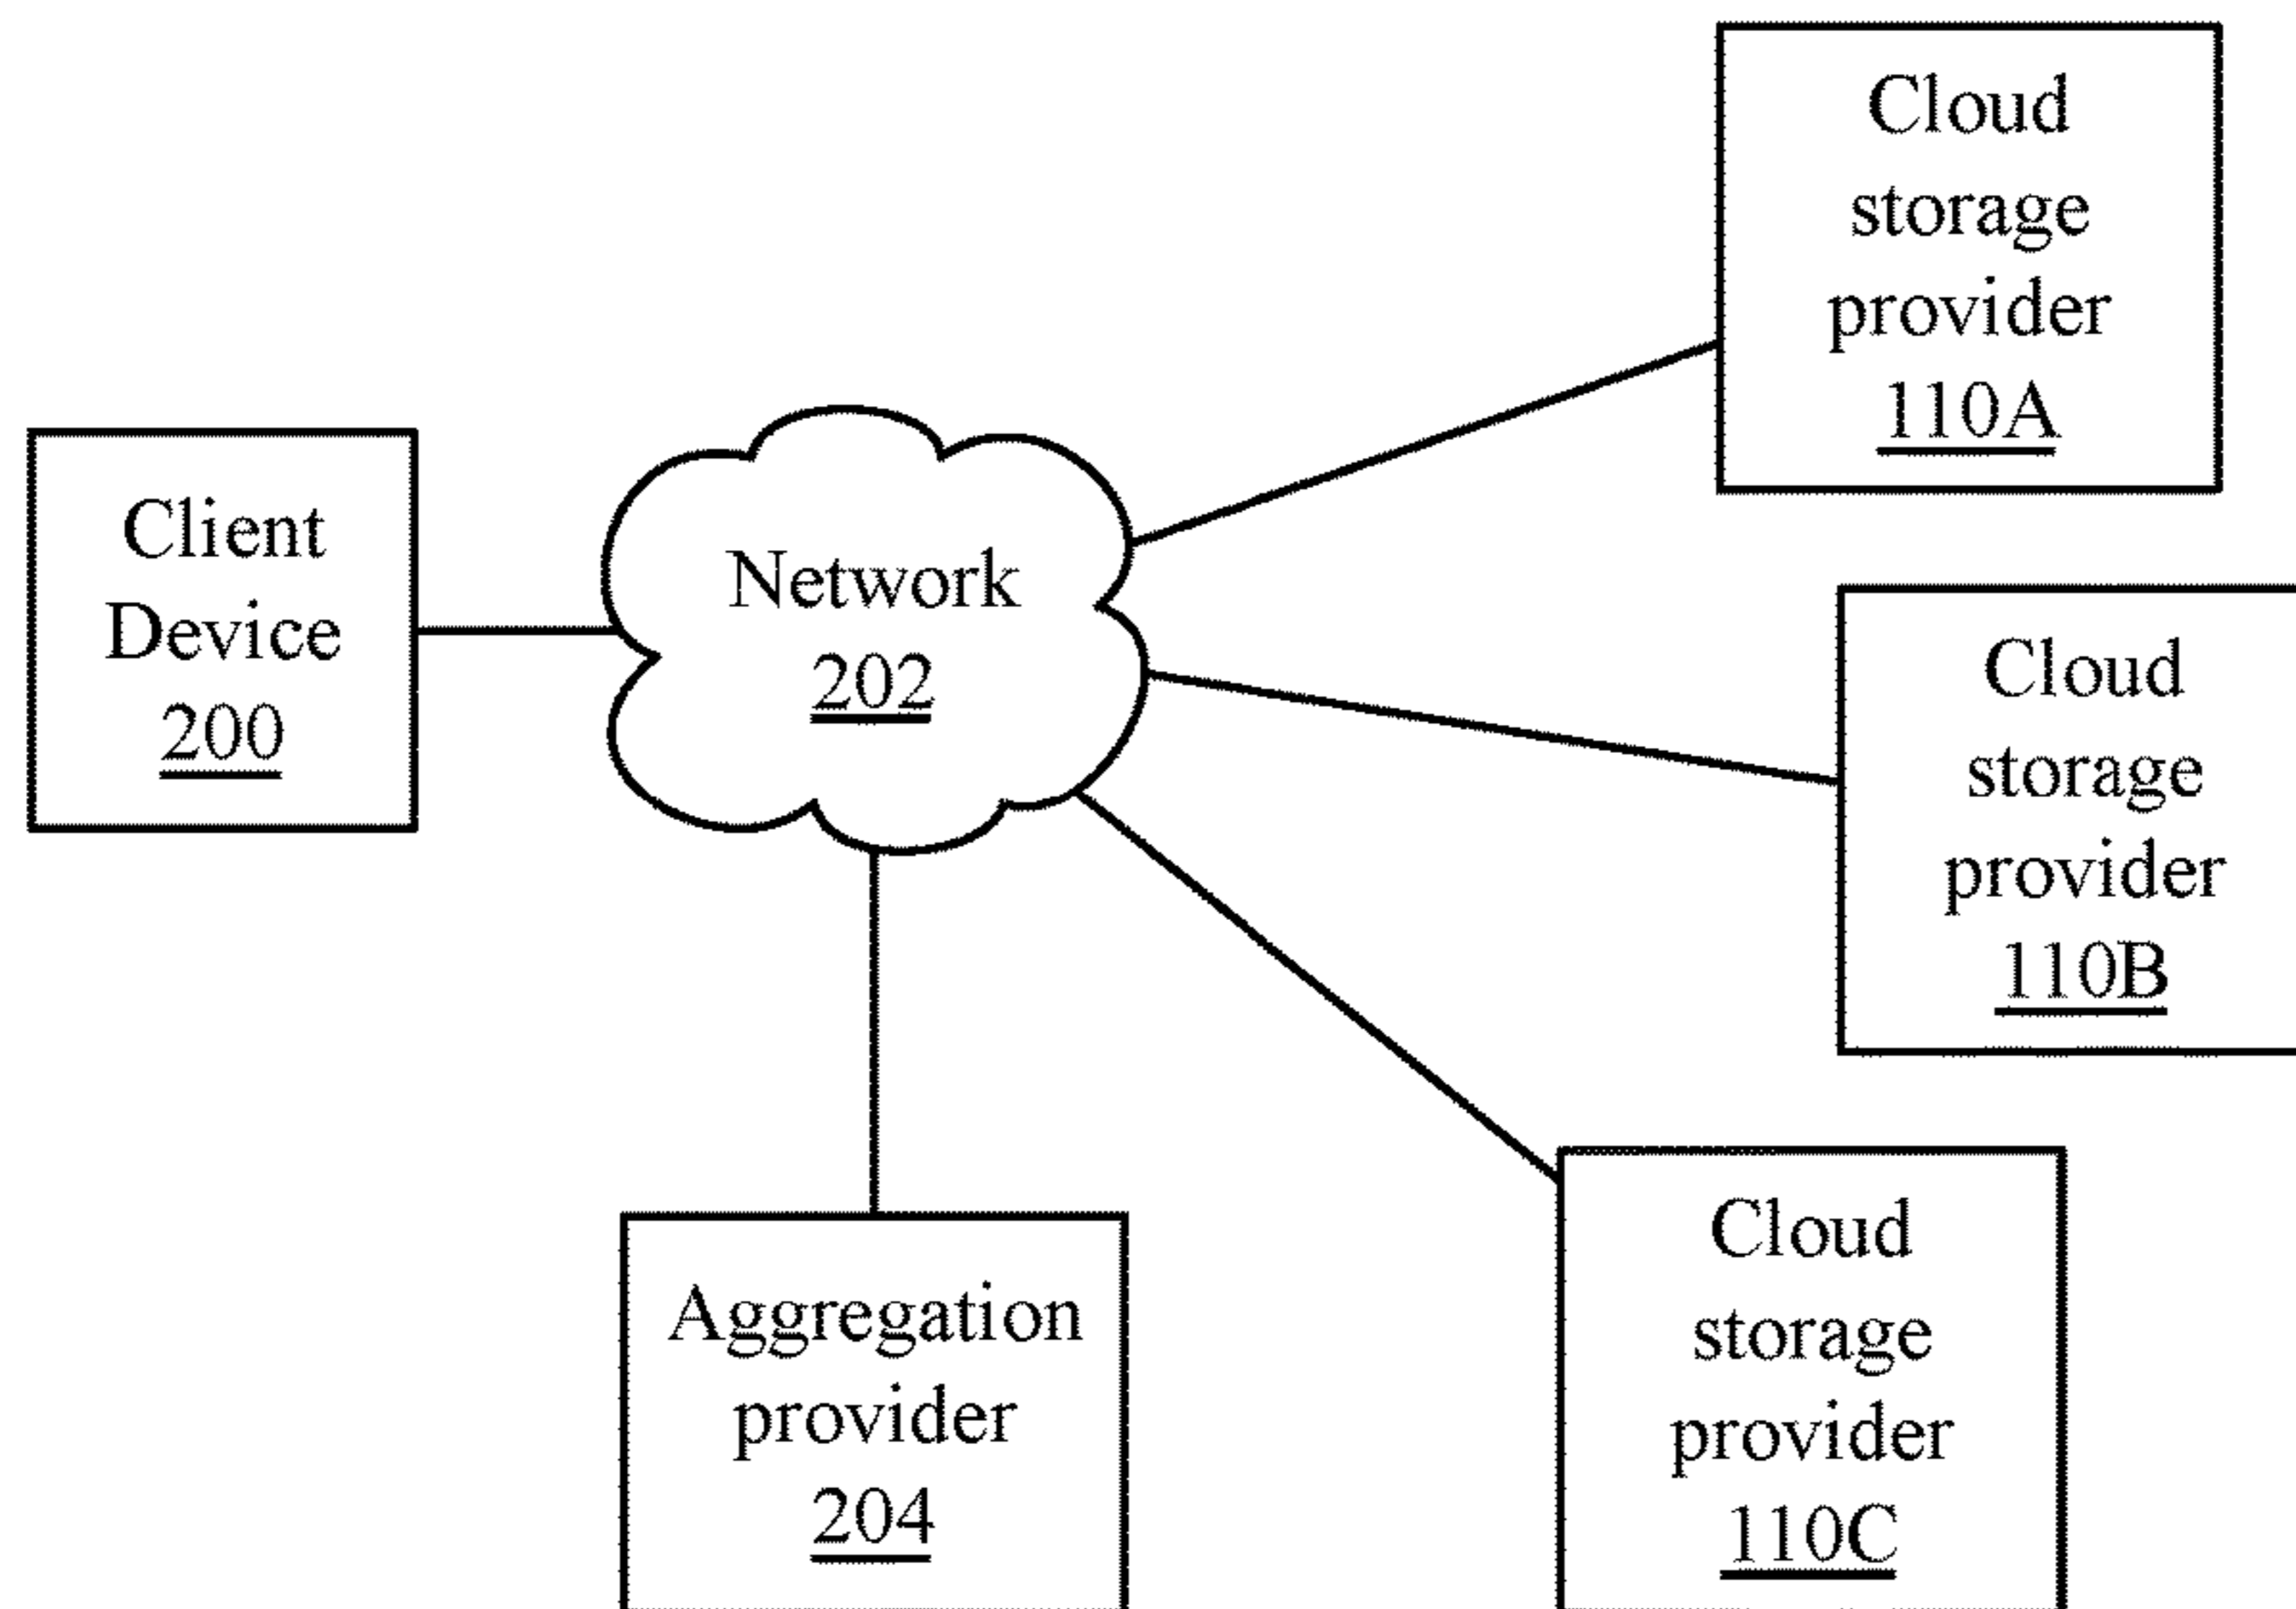 Cloud
storage
provider
110A
Client
Device
200
Network
202
Cloud
storage
provider
110B
Aggregation
provider
204
Cloud
storage
provider
110C